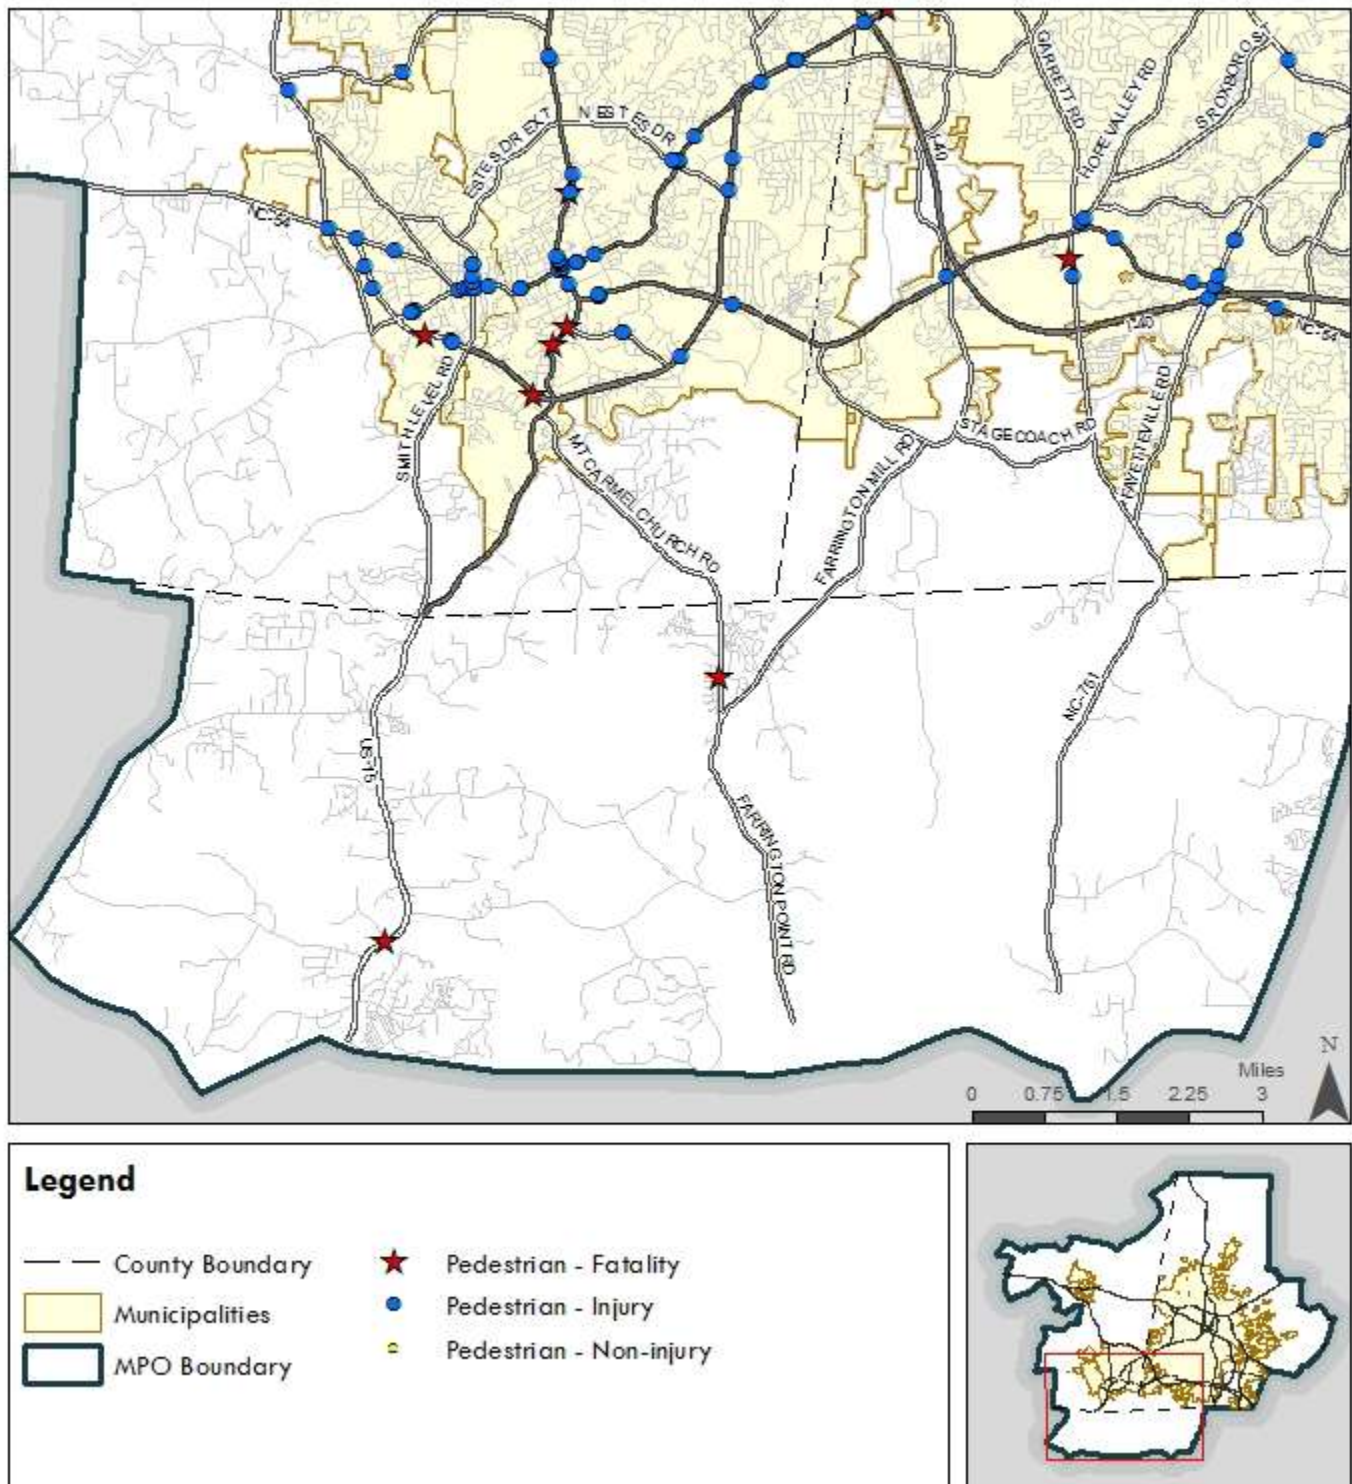 GARRETT RD
HOPE VALLEY RD
S ROXBORO ST
ESTES DR EXT
N ESTES DR
I-40
NC-54
I-40
NC-54
SMITH LEVEL RD
MT CARMEL CHURCH RD
FARRINGTON MILL RD
STAGECOACH RD
FAYETTEVILLE RD
NC-751
US-15
FARRINGTON POINT RD
N
Miles
0 0.75 1.5 2.25 3
Legend
County Boundary
Municipalities
MPO Boundary
Pedestrian - Fatality
Pedestrian - Injury
Pedestrian - Non-injury